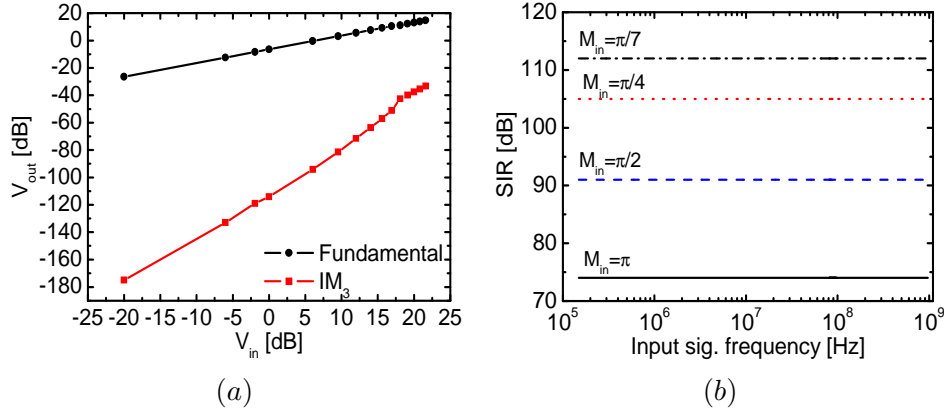 20
0
-20
-40
-60
-80
-100
-120
-140
-160
-180
V_out [dB]
Fundamental
IM_3
-25 -20 -15 -10 -5 0 5 10 15 20 25
V_in [dB]
(a)
120
110
100
90
80
70
SIR [dB]
M_in=π/7
M_in=π/4
M_in=π/2
M_in=π
10^5 10^6 10^7 10^8 10^9
Input sig. frequency [Hz]
(b)